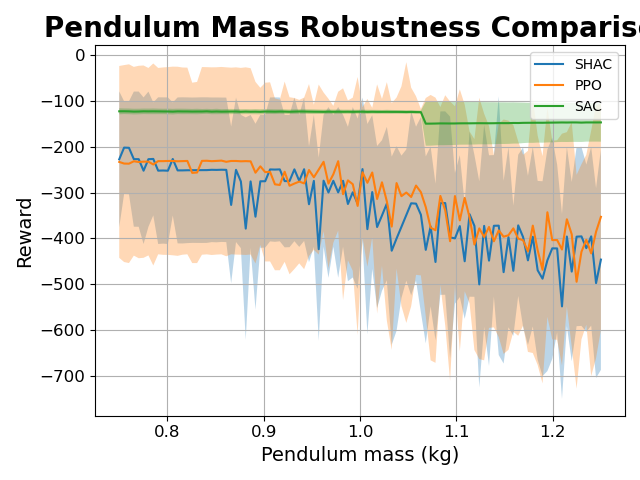 Pendulum Mass Robustness Comparis
SHAC
PPO
SAC
0
−100
−200
−300
−400
−500
−600
−700
Reward
0.8 0.9 1.0 1.1 1.2
Pendulum mass (kg)